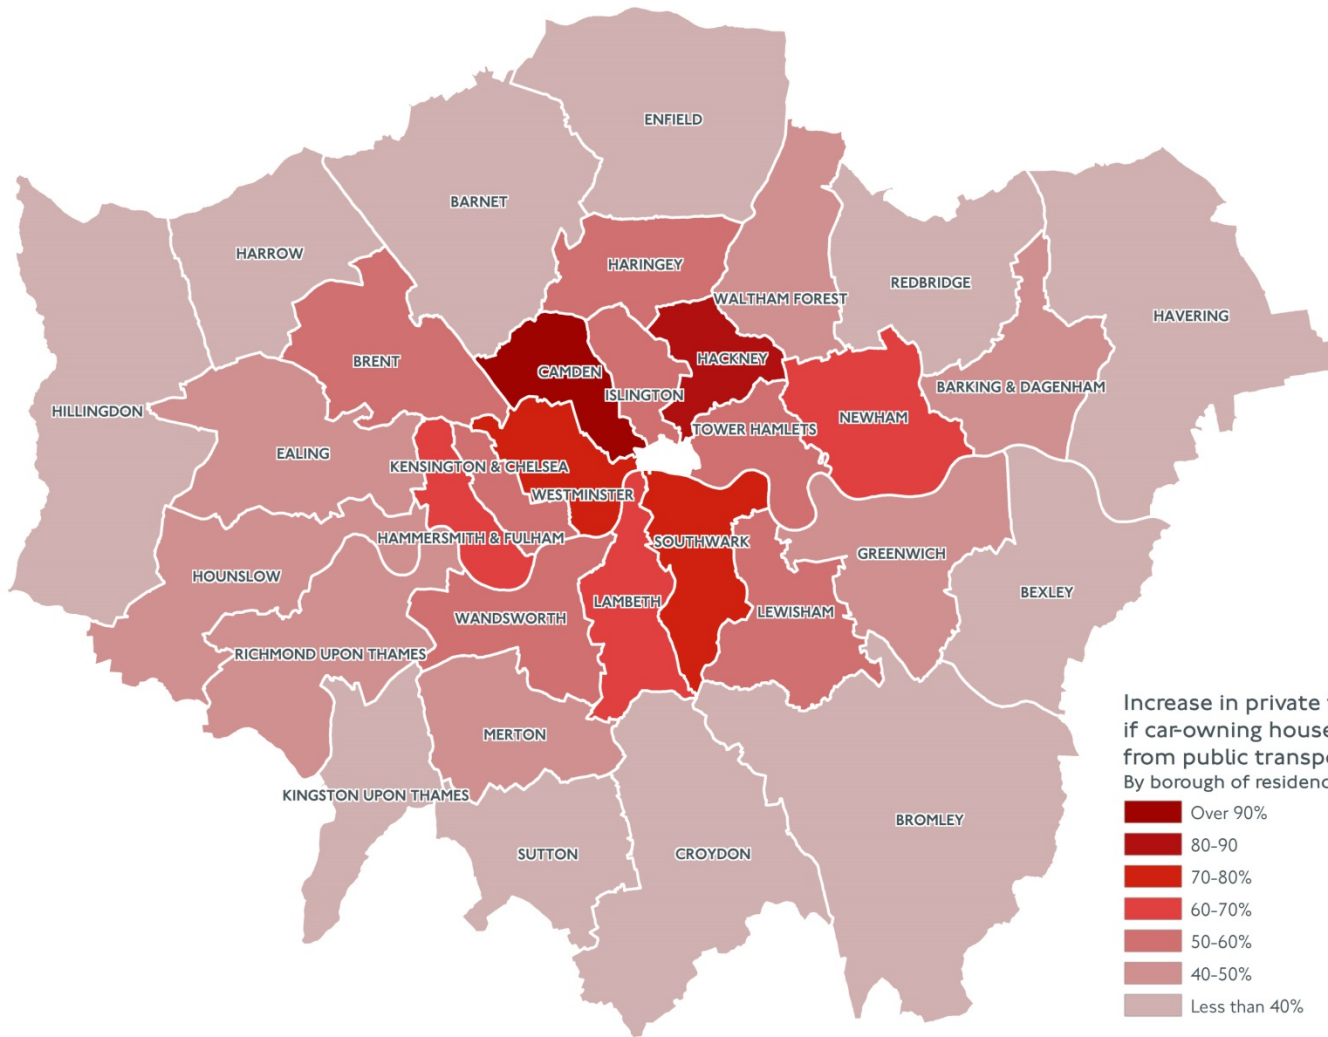 ENFIELD
BARNET
HARROW
HARINGEY
REDBRIDGE
WALTHAM FOREST
HAVERING
BRENT
CAMDEN
HACKNEY
ISLINGTON
BARKING & DAGENHAM
HILLINGDON
NEWHAM
TOWER HAMLETS
EALING
KENSINGTON & CHELSEA
WESTMINSTER
HAMMERSMITH & FULHAM
SOUTHWARK
GREENWICH
HOUNSLOW
BEXLEY
LAMBETH
WANDSWORTH
LEWISHAM
RICHMOND UPON THAMES
MERTON
KINGSTON UPON THAMES
BROMLEY
SUTTON
CROYDON
Increase in private
if car-owning house
from public transp
By borough of residenc
Over 90%
80-90
70-80%
60-70%
50-60%
40-50%
Less than 40%